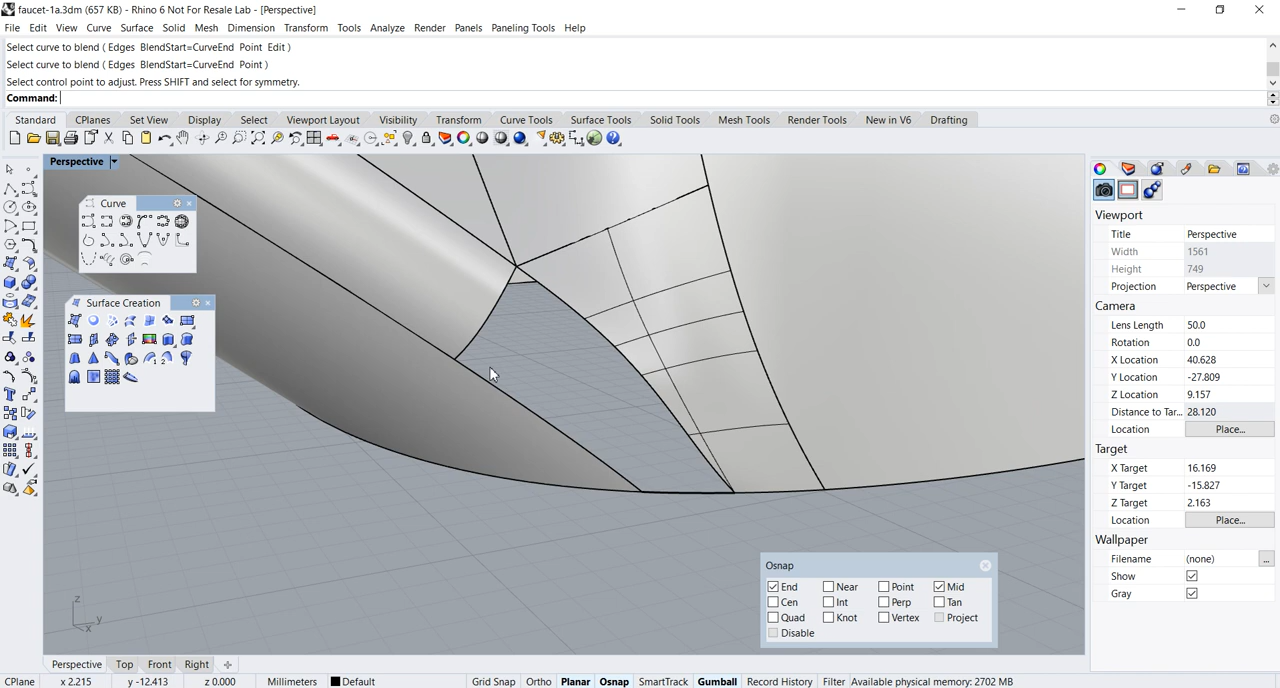 faucet-1a.3dm (657 KB) - Rhino 6 Not For Resale Lab - [Perspective]
File Edit View Curve Surface Solid Mesh Dimension Transform Tools Analyze Render Panels Paneling Tools Help
Select curve to blend ( Edges BlendStart=CurveEnd Point Edit )
Select curve to blend ( Edges BlendStart=CurveEnd Point )
Select control point to adjust. Press SHIFT and select for symmetry.
Command:
Standard CPlanes Set View Display Select Viewport Layout Visibility Transform Curve Tools Surface Tools Solid Tools Mesh Tools Render Tools New in V6 Drafting
Perspective
Curve
Surface Creation
Viewport
Title Perspective
Width 1561
Height 749
Projection Perspective
Camera
Lens Length 50.0
Rotation 0.0
X Location 40.628
Y Location -27.809
Z Location 9.157
Distance to Tar... 28.120
Location Place...
Target
X Target 16.169
Y Target -15.827
Z Target 2.163
Location Place...
Wallpaper
Filename (none) ...
Show
Gray
Osnap
End Near Point Mid
Cen Int Perp Tan
Quad Knot Vertex Project
Disable
z
y
x
Perspective Top Front Right
CPlane x 2.215 y -12.413 z 0.000 Millimeters Default Grid Snap Ortho Planar Osnap SmartTrack Gumball Record History Filter Available physical memory: 2702 MB